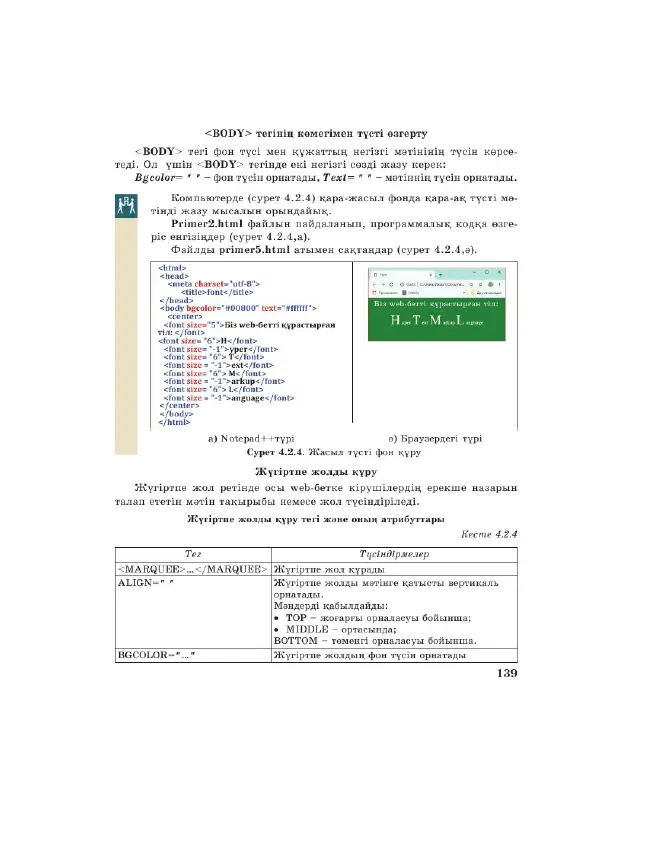 <BODY> тегінің көмегімен түсті өзгерту
<BODY> тегі фон түсі мен құжаттың негізгі мәтінінің түсін көрсе-
теді. Ол үшін <BODY> тегінде екі негізгі сөзді жазу керек:
Bgcolor= " " – фон түсін орнатады, Text= " " – мәтіннің түсін орнатады.
Компьютерде (сурет 4.2.4) қара-жасыл фонда қара-ақ түсті мә-
тінді жазу мысалын орындайық.
Primer2.html файлын пайдаланып, программалық кодқа өзге-
ріс енгізіңдер (сурет 4.2.4,а).
Файлды primer5.html атымен сақтаңдар (сурет 4.2.4,ә).
<html>
<head>
<meta charset="utf-8">
<title>font</title>
</head>
<body bgcolor="#00800" text="#ffffff">
<center>
<font size="5">Біз web-бетті құрастырған
тіл: </font>
<font size= "6">H</font>
<font size= "-1">yper</font>
<font size= "6"> T</font>
<font size = "-1">ext</font>
<font size= "6"> M</font>
<font size = "-1">arkup</font>
<font size= "6"> L</font>
<font size = "-1">anguage</font>
</center>
</body>
</html>
Біз web-бетті құрастырған тіл:
Hyper Text Markup Language
а) Notepad++түрі
ә) Браузердегі түрі
Сурет 4.2.4. Жасыл түсті фон құру
Жүгіртпе жолды құру
Жүгіртпе жол ретінде осы web-бетке кірушілердің ерекше назарын
талап ететін мәтін тақырыбы немесе жол түсіндіріледі.
Жүгіртпе жолды құру тегі және оның атрибуттары
Кесте 4.2.4
Тег Түсіндірмелер
<MARQUEE>...</MARQUEE> Жүгіртпе жол құрады
ALIGN=" " Жүгіртпе жолды мәтінге қатысты вертикаль
орнатады.
Мәндерді қабылдайды:
• TOP – жоғарғы орналасуы бойынша;
• MIDDLE – ортасында;
BOTTOM – төменгі орналасуы бойынша.
BGCOLOR="..." Жүгіртпе жолдың фон түсін орнатады
139